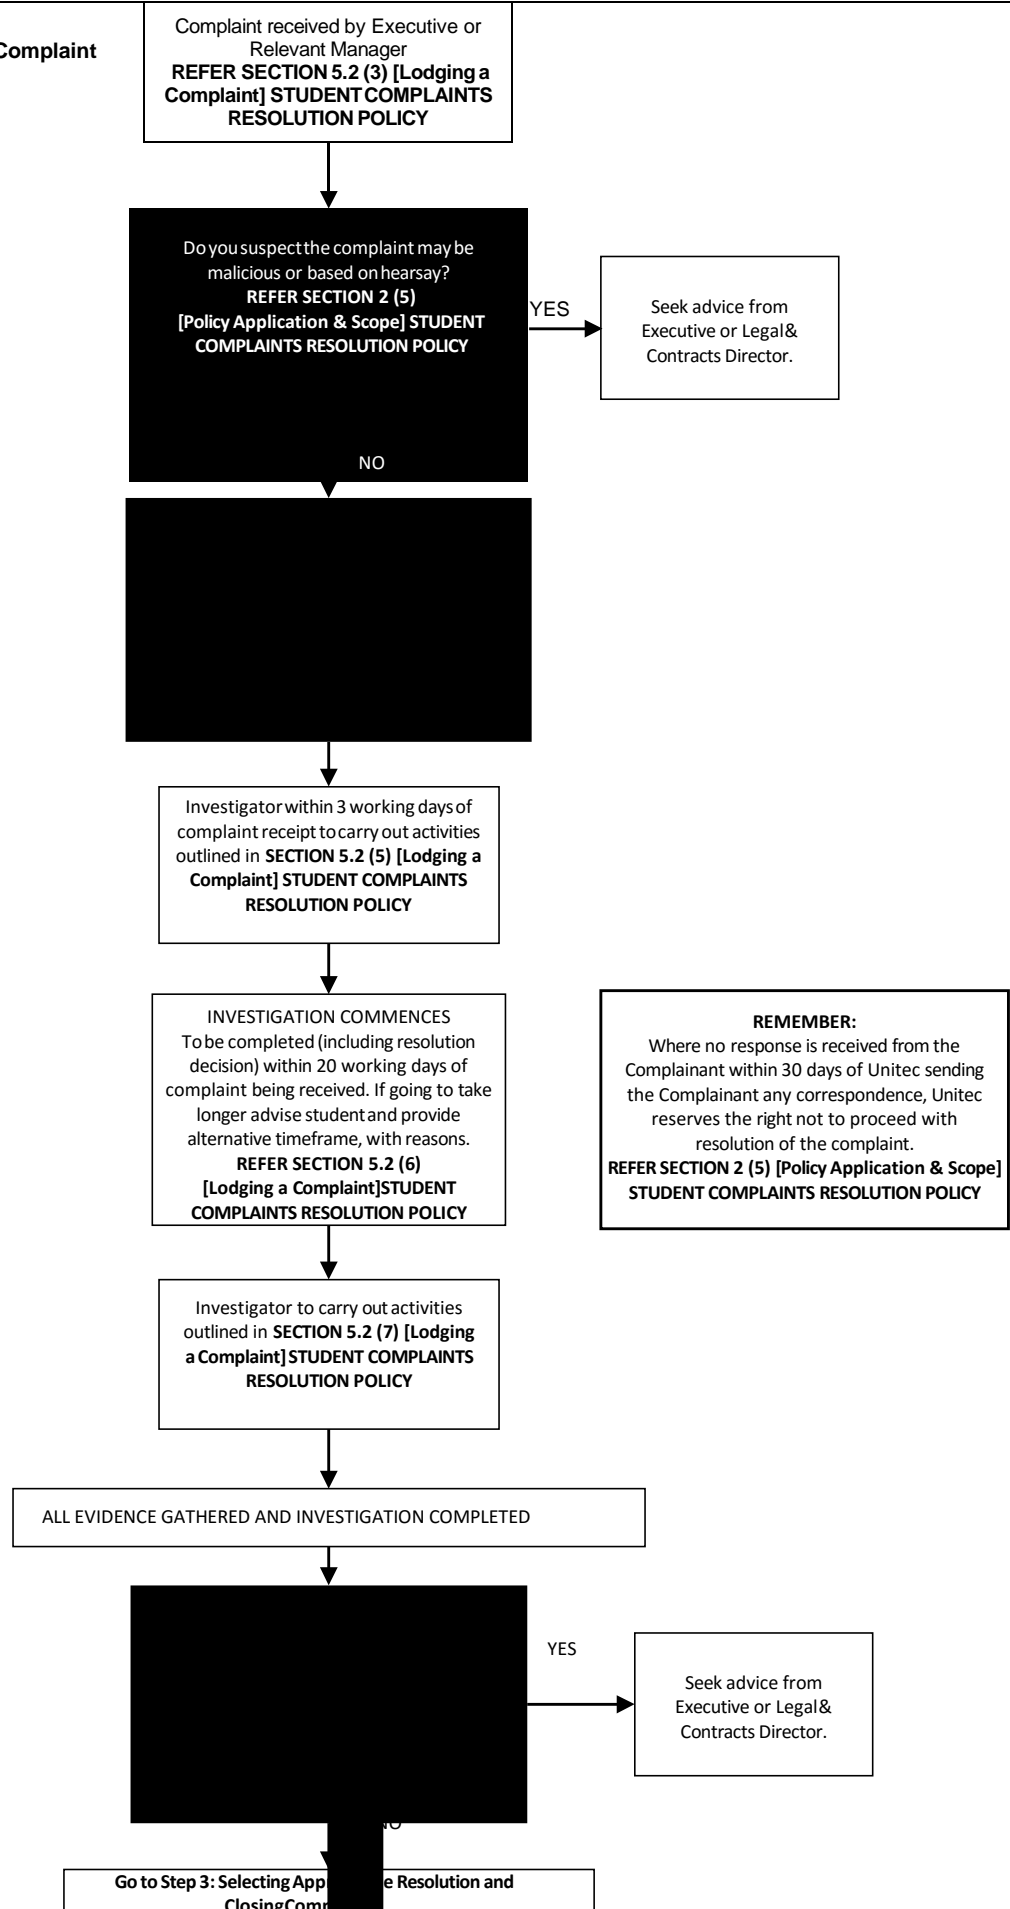 Complaint
Complaint received by Executive or
Relevant Manager
REFER SECTION 5.2 (3) [Lodging a
Complaint] STUDENT COMPLAINTS
RESOLUTION POLICY
Do you suspect the complaint may be
malicious or based on hearsay?
REFER SECTION 2 (5)
[Policy Application & Scope] STUDENT
COMPLAINTS RESOLUTION POLICY
YES
Seek advice from
Executive or Legal &
Contracts Director.
NO
Investigator within 3 working days of
complaint receipt to carry out activities
outlined in SECTION 5.2 (5) [Lodging a
Complaint] STUDENT COMPLAINTS
RESOLUTION POLICY
INVESTIGATION COMMENCES
To be completed (including resolution
decision) within 20 working days of
complaint being received. If going to take
longer advise student and provide
alternative timeframe, with reasons.
REFER SECTION 5.2 (6)
[Lodging a Complaint]STUDENT
COMPLAINTS RESOLUTION POLICY
REMEMBER:
Where no response is received from the
Complainant within 30 days of Unitec sending
the Complainant any correspondence, Unitec
reserves the right not to proceed with
resolution of the complaint.
REFER SECTION 2 (5) [Policy Application & Scope]
STUDENT COMPLAINTS RESOLUTION POLICY
Investigator to carry out activities
outlined in SECTION 5.2 (7) [Lodging
a Complaint] STUDENT COMPLAINTS
RESOLUTION POLICY
ALL EVIDENCE GATHERED AND INVESTIGATION COMPLETED
YES
Seek advice from
Executive or Legal &
Contracts Director.
NO
Go to Step 3: Selecting Resolution and
Closing